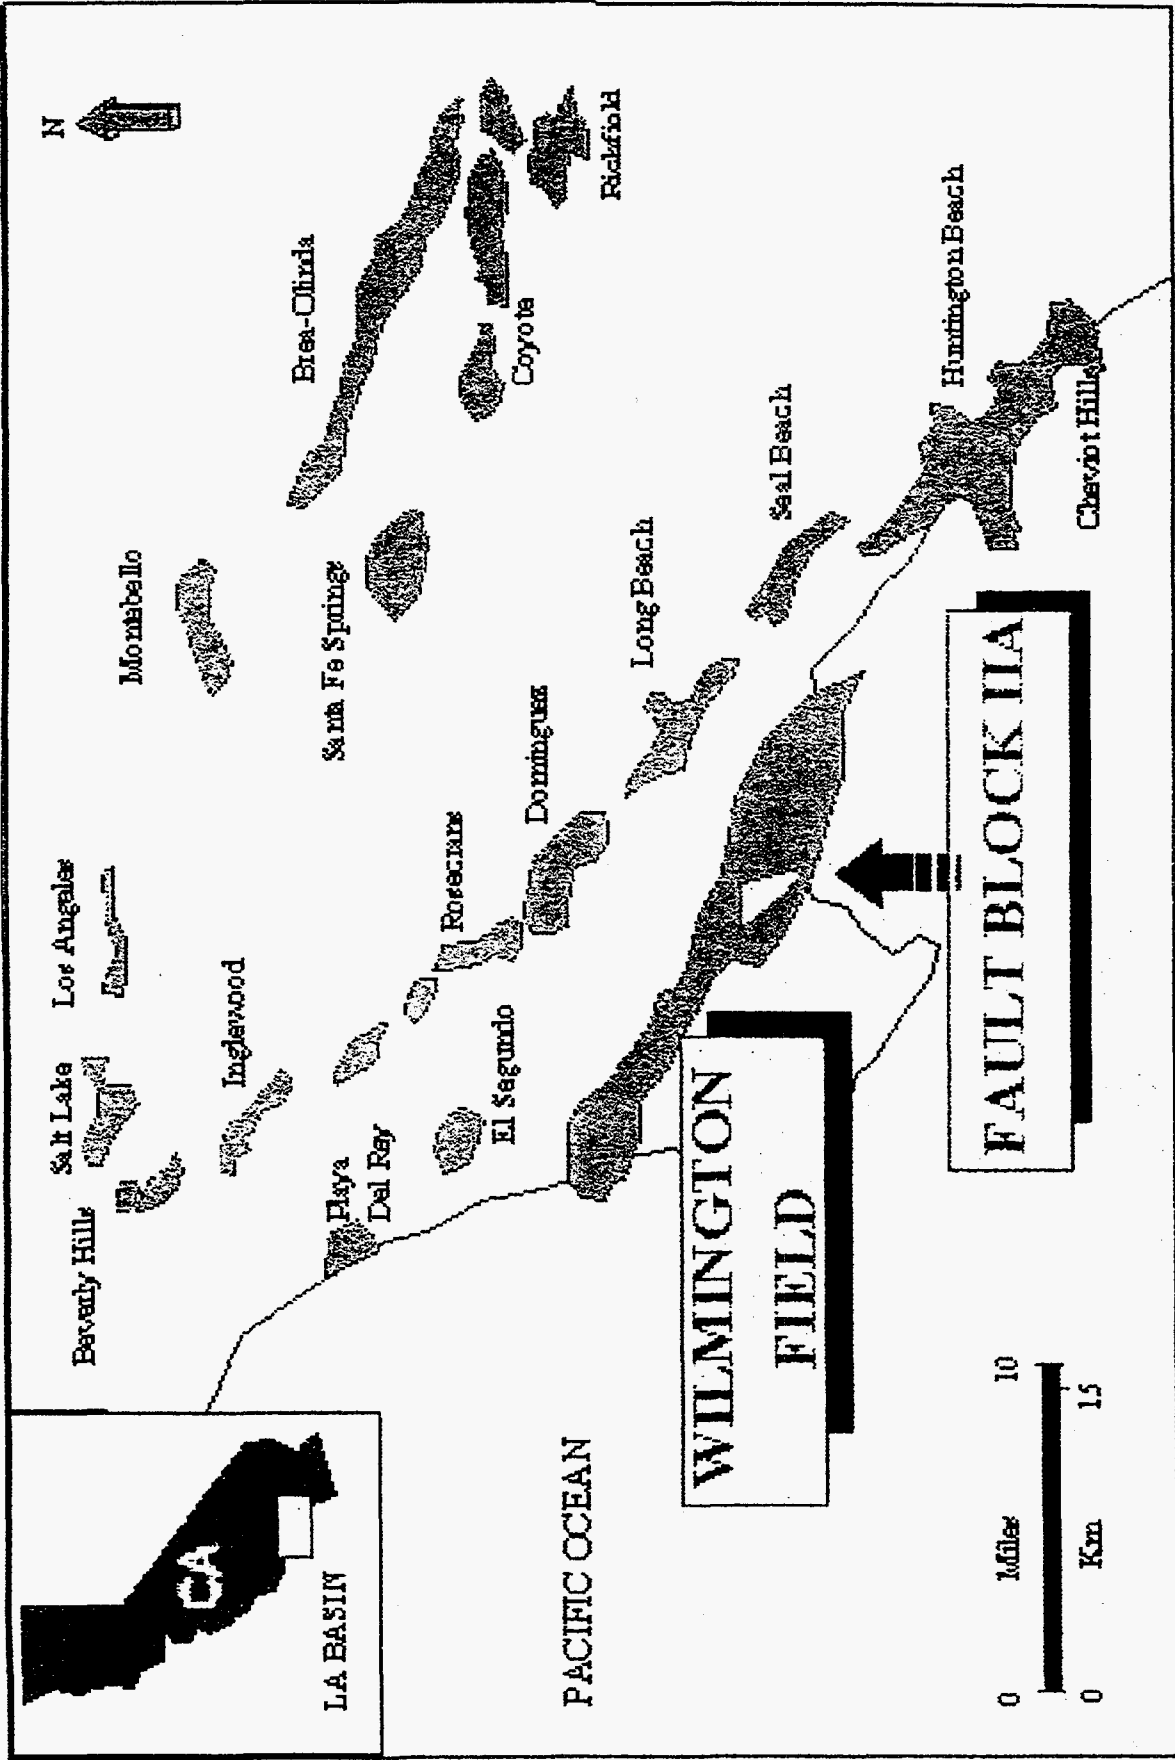 N
CA
LA BASIN
Beverly Hills
Salt Lake
Los Angeles
Montebello
Inglewood
Brea-Olinda
Santa Fe Springs
Playa
Del Rey
Rosecrans
El Segundo
Coyote
Dominguez
Richfield
PACIFIC OCEAN
Long Beach
Seal Beach
WILMINGTON
FIELD
Huntington Beach
FAULT BLOCK IIA
Cheviot Hills
0 Miles 10
0 Km 15